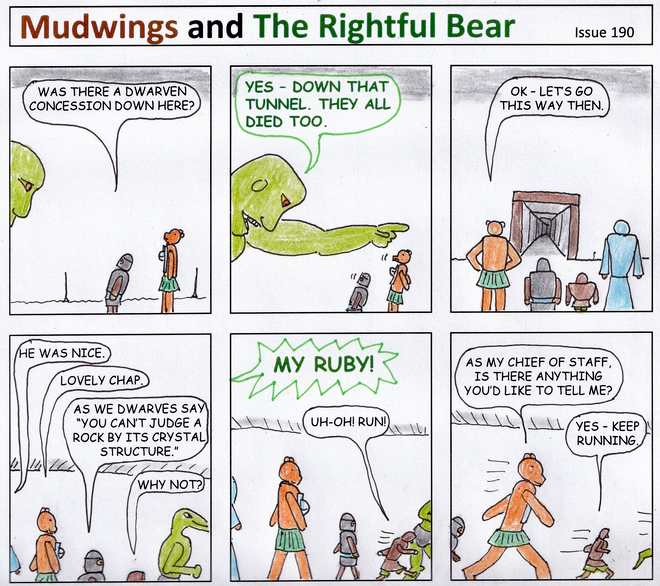 Mudwings and The Rightful Bear
Issue 190
WAS THERE A DWARVEN
CONCESSION DOWN HERE?
YES - DOWN THAT
TUNNEL. THEY ALL
DIED TOO.
OK - LET'S GO
THIS WAY THEN.
HE WAS NICE.
LOVELY CHAP.
AS WE DWARVES SAY
"YOU CAN'T JUDGE A
ROCK BY ITS CRYSTAL
STRUCTURE."
WHY NOT?
MY RUBY!
UH-OH! RUN!
AS MY CHIEF OF STAFF,
IS THERE ANYTHING
YOU'D LIKE TO TELL ME?
YES - KEEP
RUNNING.